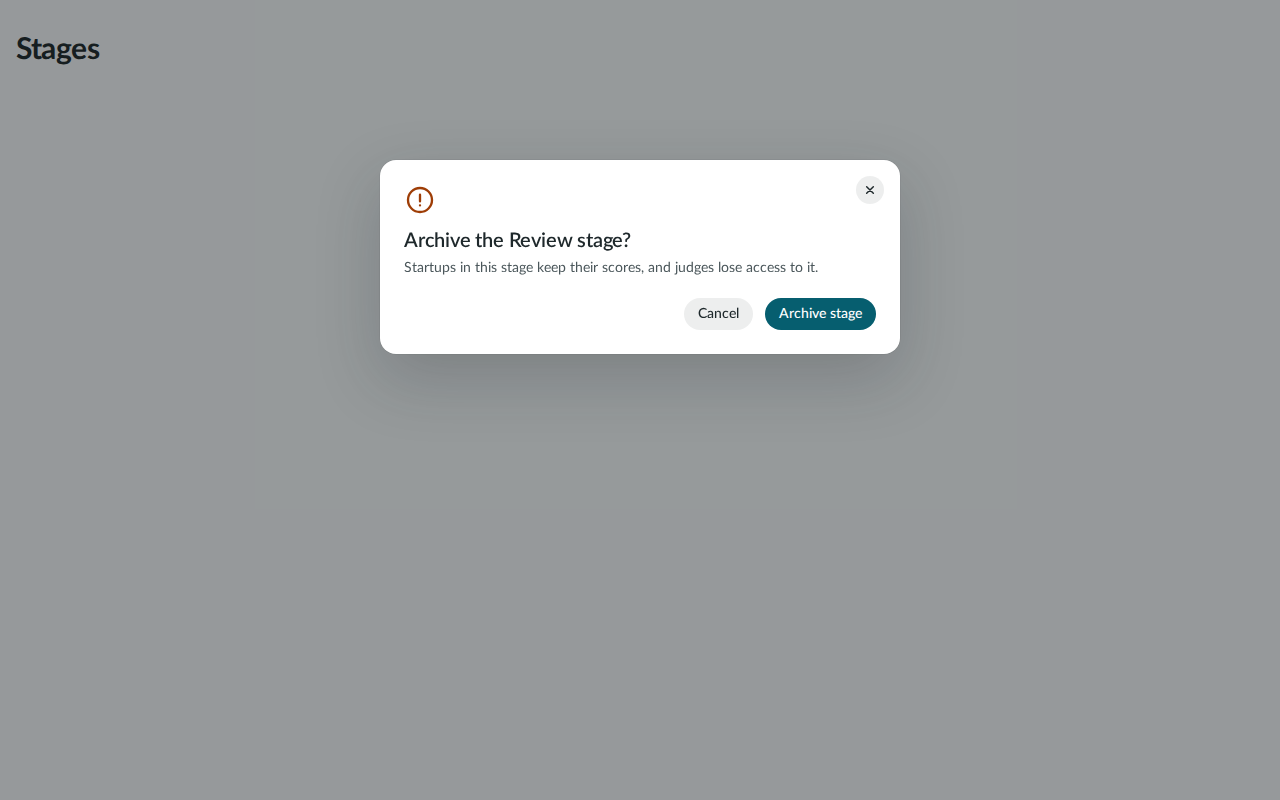 Stages
Archive the Review stage?
Startups in this stage keep their scores, and judges lose access to it.
Cancel
Archive stage